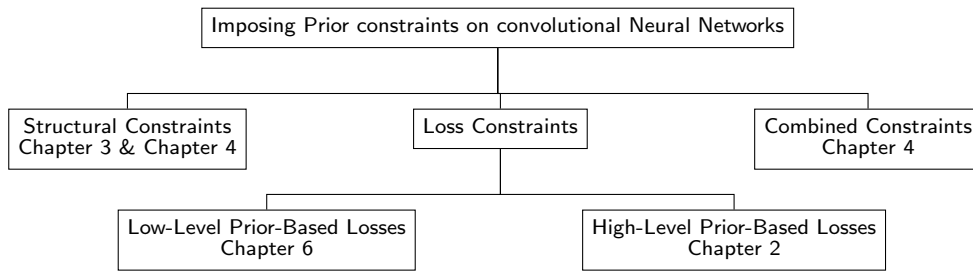 Imposing Prior constraints on convolutional Neural Networks
Structural Constraints
Chapter 3 & Chapter 4
Loss Constraints
Combined Constraints
Chapter 4
Low-Level Prior-Based Losses
Chapter 6
High-Level Prior-Based Losses
Chapter 2